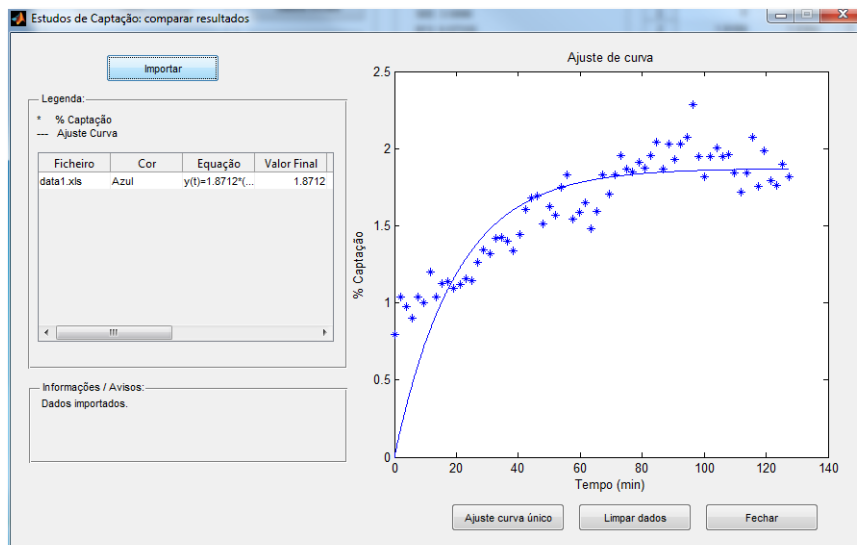 Estudos de Captação: comparar resultados
Importar
Legenda:
* % Captação
--- Ajuste Curva
Ficheiro Cor Equação Valor Final
data1.xls Azul y(t)=1.8712*(... 1.8712
Informações / Avisos:
Dados importados.
Ajuste de curva
2.5
2
1.5
1
0.5
0
% Captação
0 20 40 60 80 100 120 140
Tempo (min)
Ajuste curva único Limpar dados Fechar